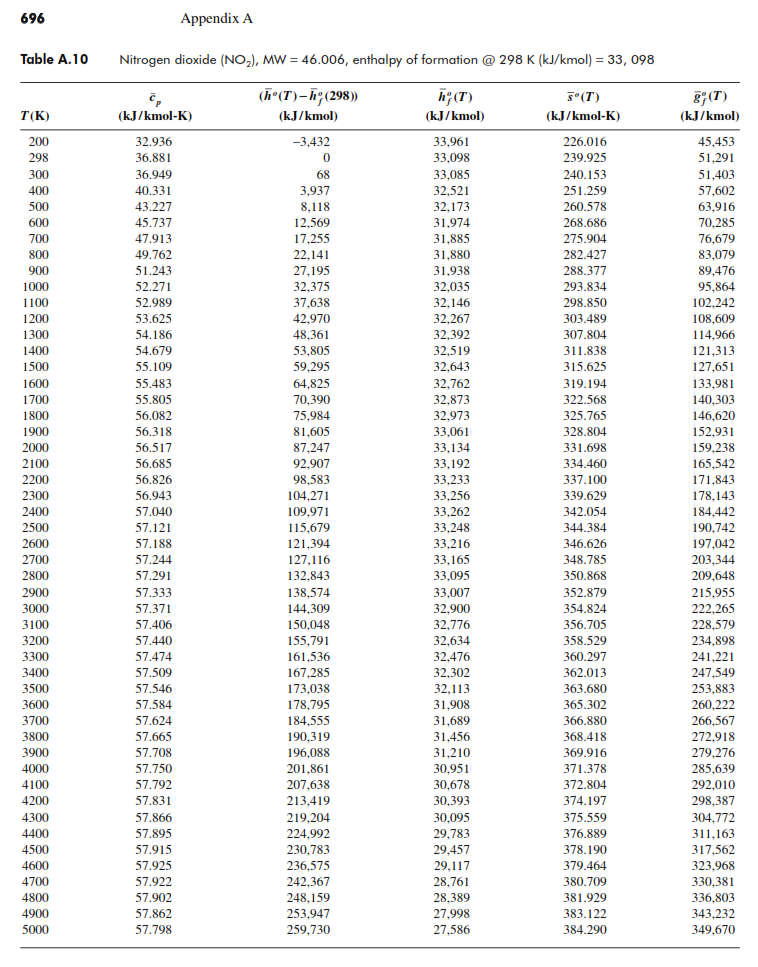 696 Appendix A
Table A.10 Nitrogen dioxide (NO₂), MW = 46.006, enthalpy of formation @ 298 K (kJ/kmol) = 33, 098
c̄ₚ (h̄°(T) − h̄°f(298)) h̄°f(T) s̄°(T) ḡ°f(T)
T(K) (kJ/kmol-K) (kJ/kmol) (kJ/kmol) (kJ/kmol-K) (kJ/kmol)
200 32.936 −3,432 33,961 226.016 45,453
298 36.881 0 33,098 239.925 51,291
300 36.949 68 33,085 240.153 51,403
400 40.331 3,937 32,521 251.259 57,602
500 43.227 8,118 32,173 260.578 63,916
600 45.737 12,569 31,974 268.686 70,285
700 47.913 17,255 31,885 275.904 76,679
800 49.762 22,141 31,880 282.427 83,079
900 51.243 27,195 31,938 288.377 89,476
1000 52.271 32,375 32,035 293.834 95,864
1100 52.989 37,638 32,146 298.850 102,242
1200 53.625 42,970 32,267 303.489 108,609
1300 54.186 48,361 32,392 307.804 114,966
1400 54.679 53,805 32,519 311.838 121,313
1500 55.109 59,295 32,643 315.625 127,651
1600 55.483 64,825 32,762 319.194 133,981
1700 55.805 70,390 32,873 322.568 140,303
1800 56.082 75,984 32,973 325.765 146,620
1900 56.318 81,605 33,061 328.804 152,931
2000 56.517 87,247 33,134 331.698 159,238
2100 56.685 92,907 33,192 334.460 165,542
2200 56.826 98,583 33,233 337.100 171,843
2300 56.943 104,271 33,256 339.629 178,143
2400 57.040 109,971 33,262 342.054 184,442
2500 57.121 115,679 33,248 344.384 190,742
2600 57.188 121,394 33,216 346.626 197,042
2700 57.244 127,116 33,165 348.785 203,344
2800 57.291 132,843 33,095 350.868 209,648
2900 57.333 138,574 33,007 352.879 215,955
3000 57.371 144,309 32,900 354.824 222,265
3100 57.406 150,048 32,776 356.705 228,579
3200 57.440 155,791 32,634 358.529 234,898
3300 57.474 161,536 32,476 360.297 241,221
3400 57.509 167,285 32,302 362.013 247,549
3500 57.546 173,038 32,113 363.680 253,883
3600 57.584 178,795 31,908 365.302 260,222
3700 57.624 184,555 31,689 366.880 266,567
3800 57.665 190,319 31,456 368.418 272,918
3900 57.708 196,088 31,210 369.916 279,276
4000 57.750 201,861 30,951 371.378 285,639
4100 57.792 207,638 30,678 372.804 292,010
4200 57.831 213,419 30,393 374.197 298,387
4300 57.866 219,204 30,095 375.559 304,772
4400 57.895 224,992 29,783 376.889 311,163
4500 57.915 230,783 29,457 378.190 317,562
4600 57.925 236,575 29,117 379.464 323,968
4700 57.922 242,367 28,761 380.709 330,381
4800 57.902 248,159 28,389 381.929 336,803
4900 57.862 253,947 27,998 383.122 343,232
5000 57.798 259,730 27,586 384.290 349,670